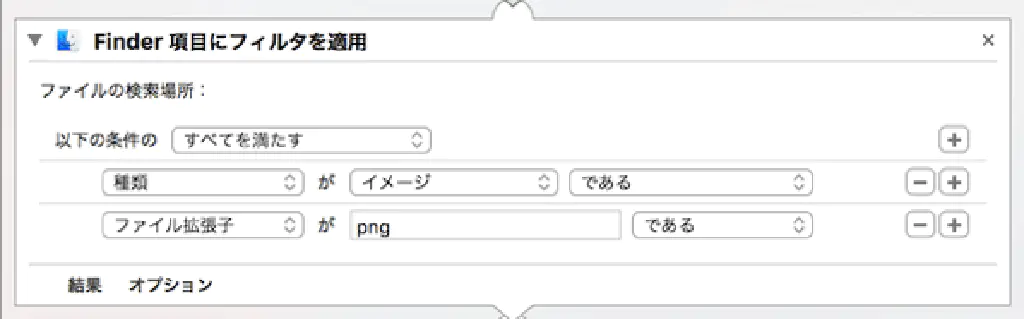 Finder 項目にフィルタを適用
ファイルの検索場所：
以下の条件の すべてを満たす
種類 が イメージ である
ファイル拡張子 が png である
結果 オプション